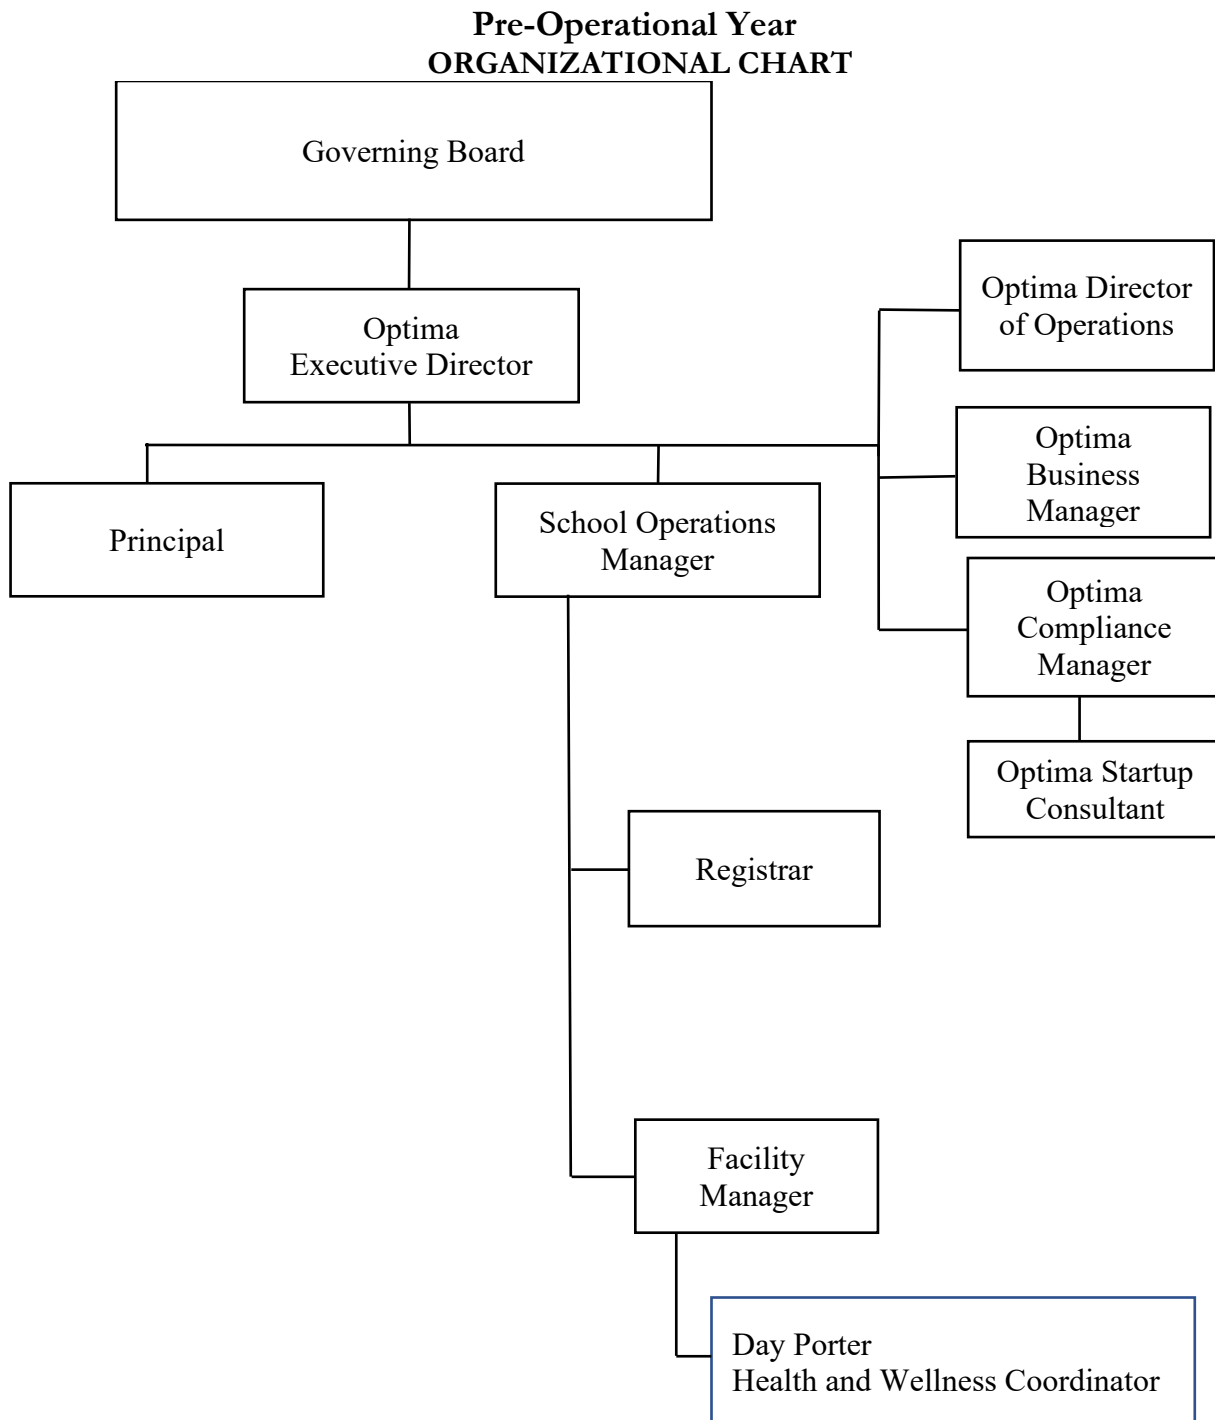 Pre-Operational Year
ORGANIZATIONAL CHART
Governing Board
Optima
Executive Director
Optima Director
of Operations
Optima
Business
Manager
Principal
School Operations
Manager
Optima
Compliance
Manager
Optima Startup
Consultant
Registrar
Facility
Manager
Day Porter
Health and Wellness Coordinator